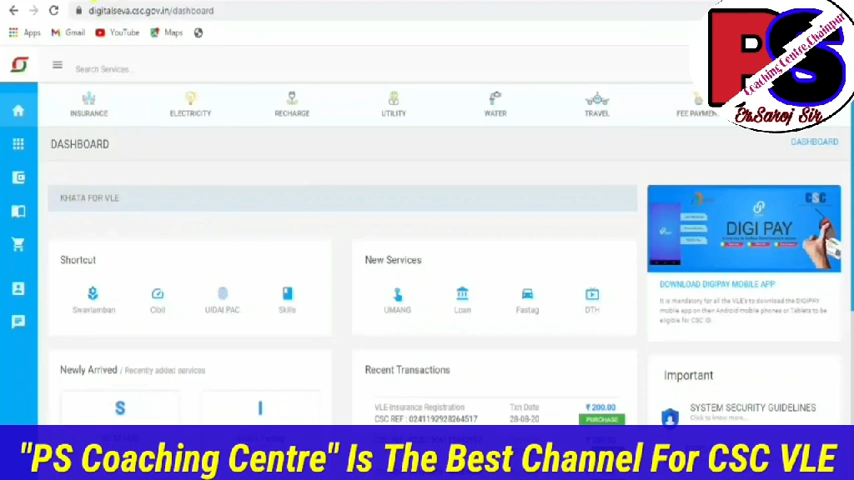 digitalseva.csc.gov.in/dashboard
Apps Gmail YouTube Maps
Search Services...
INSURANCE ELECTRICITY RECHARGE UTILITY WATER TRAVEL FEE PAYMEN
PS
Coaching Centre, Chainpur
Er.Saroj Sir
DASHBOARD
DASHBOARD
KHATA FOR VLE
CSC
DIGI PAY
Shortcut
Swavlamban Cibil UIDAI PAC Skills
New Services
UMANG Loan Fastag DTH
DOWNLOAD DIGIPAY MOBILE APP
It is mandatory for all the VLE's to download the DIGIPAY
mobile app on their Android mobile phones or Tablets to be
eligible for CSC ID.
Newly Arrived / Recently added services
S I
Recent Transactions
VLE-Insurance Registration Txn Date ₹ 200.00
CSC REF : 0241192928264517 28-08-20 PURCHASE
Important
SYSTEM SECURITY GUIDELINES
Click to know more...
"PS Coaching Centre" Is The Best Channel For CSC VLE